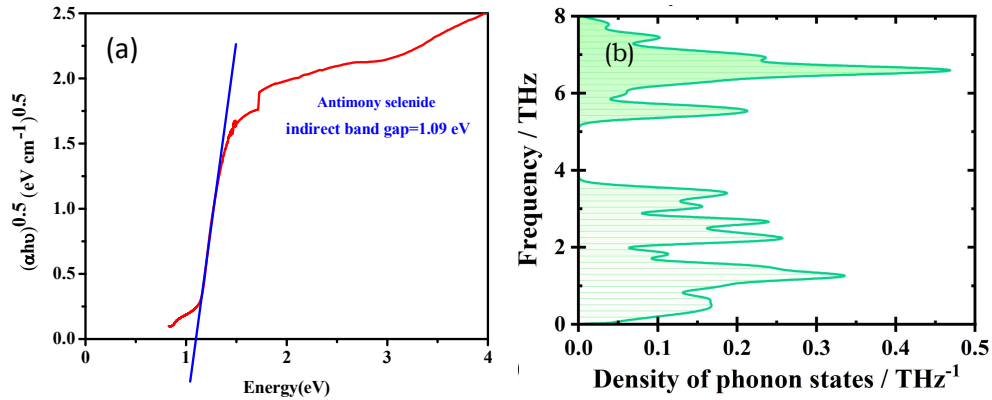 (a)
(αhυ)^0.5 (eV cm^-1)^0.5
2.5
2.0
1.5
1.0
0.5
0.0
Antimony selenide
indirect band gap=1.09 eV
0 1 2 3 4
Energy(eV)
(b)
Frequency / THz
8
6
4
2
0
0.0 0.1 0.2 0.3 0.4 0.5
Density of phonon states / THz^-1